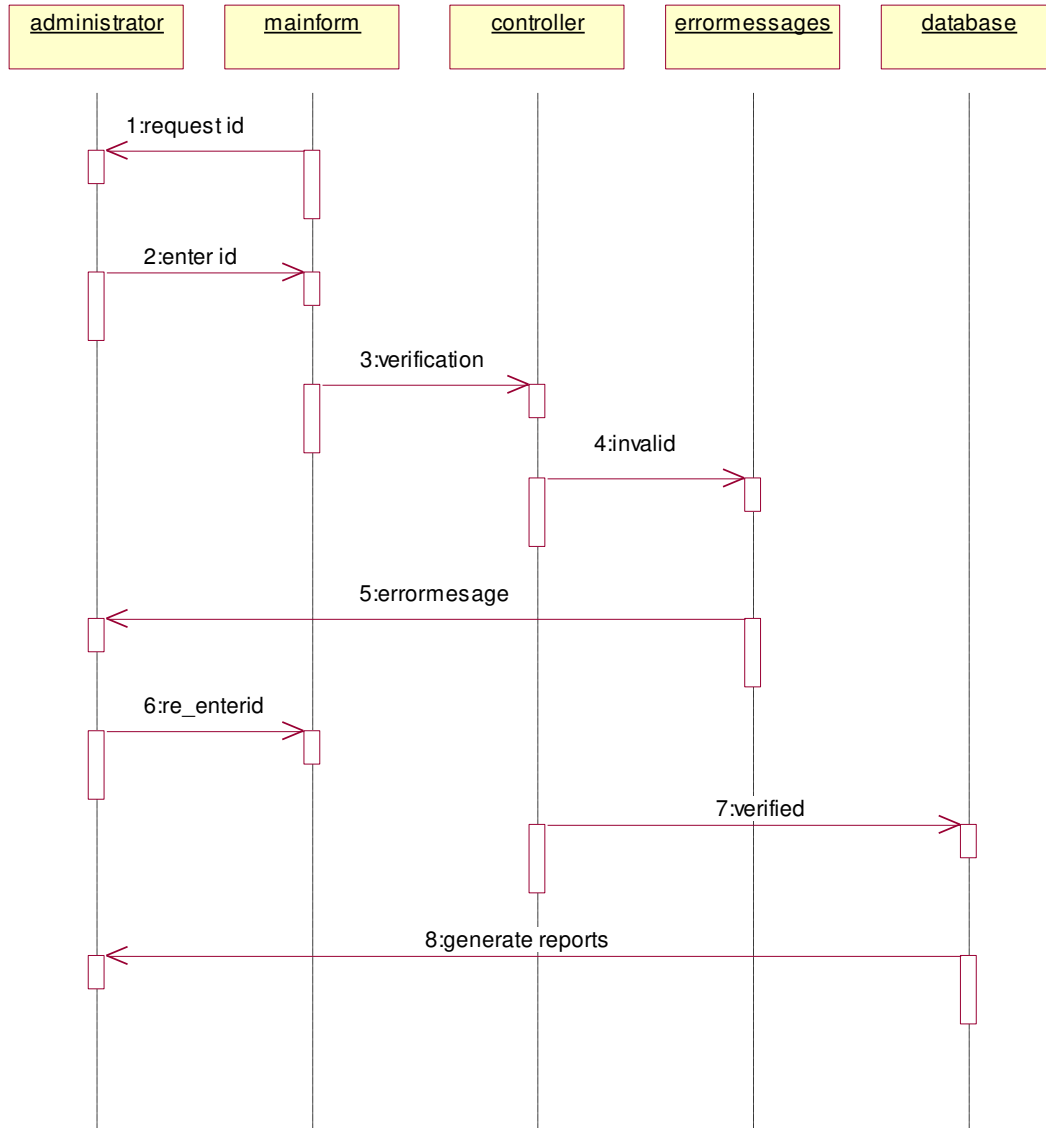 administrator
mainform
controller
errormessages
database
1:request id
2:enter id
3:verification
4:invalid
5:errormesage
6:re_enterid
7:verified
8:generate reports